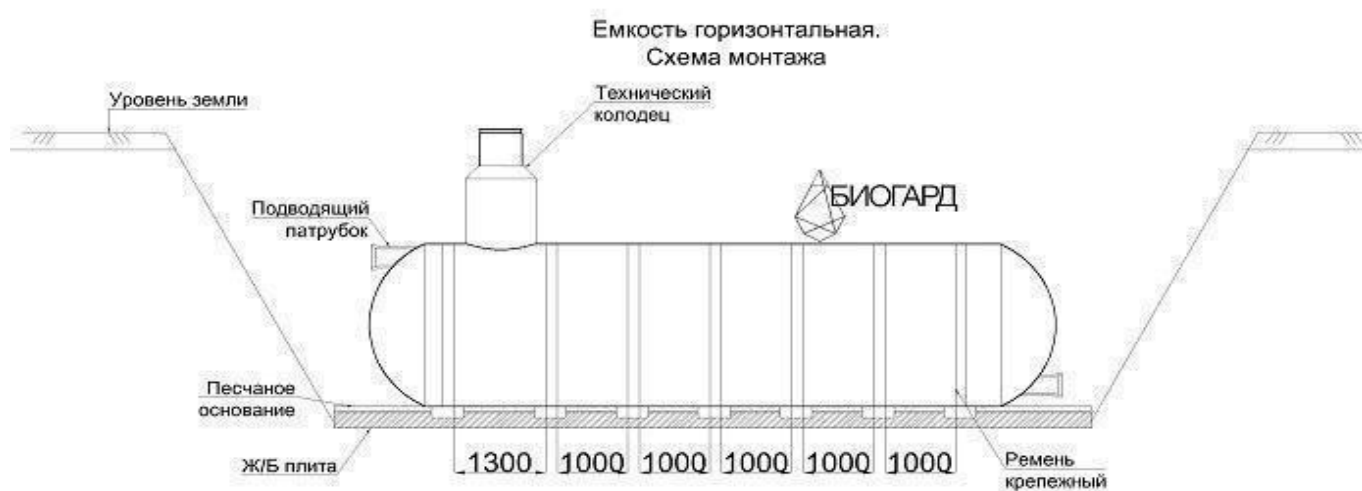 Емкость горизонтальная.
Схема монтажа
Уровень земли
Технический
колодец
БИОГАРД
Подводящий
патрубок
Песчаное
основание
Ж/Б плита
1300 1000 1000 1000 1000 1000
Ремень
крепежный